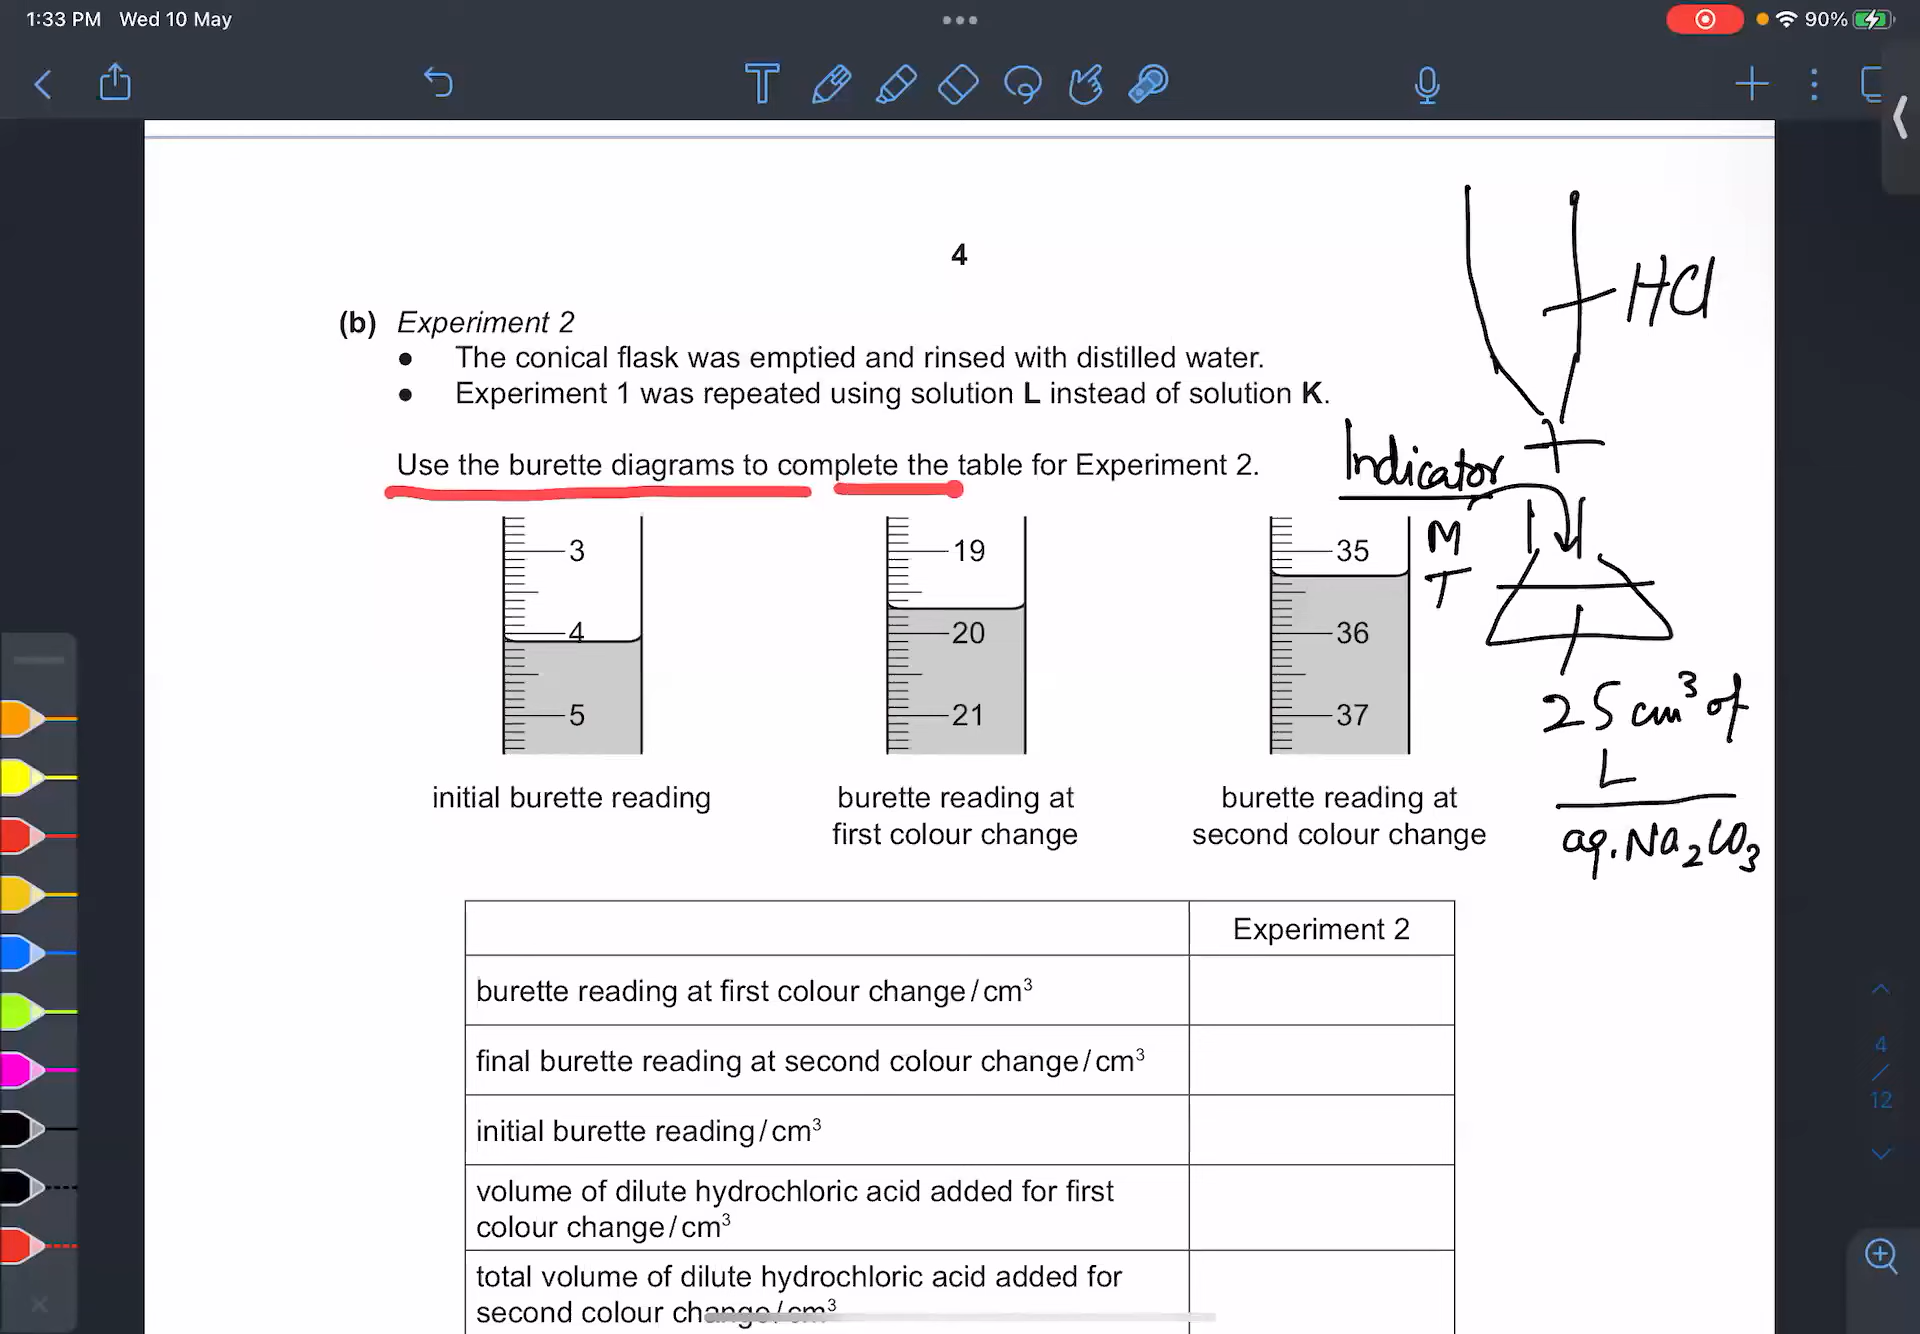 1:33 PM Wed 10 May
90%
4
HCl
(b) Experiment 2
● The conical flask was emptied and rinsed with distilled water.
● Experiment 1 was repeated using solution L instead of solution K.
Use the burette diagrams to complete the table for Experiment 2.
Indicator
M
T
3
4
5
19
20
21
35
36
37
25 cm³ of
L
aq. Na₂CO₃
initial burette reading
burette reading at
first colour change
burette reading at
second colour change
Experiment 2
burette reading at first colour change / cm³
final burette reading at second colour change / cm³
initial burette reading / cm³
volume of dilute hydrochloric acid added for first
colour change / cm³
total volume of dilute hydrochloric acid added for
second colour change / cm³
4
/
12